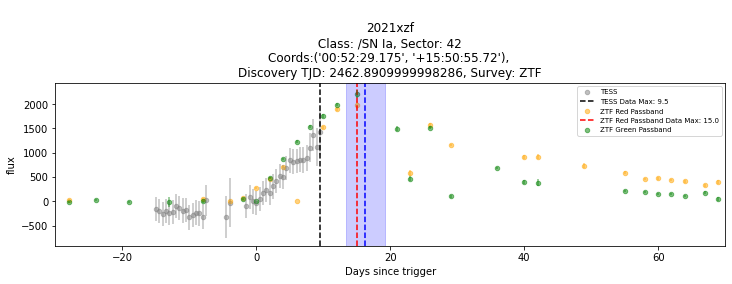 2021xzf
Class: /SN Ia, Sector: 42
Coords:('00:52:29.175', '+15:50:55.72'),
Discovery TJD: 2462.8909999998286, Survey: ZTF
TESS
TESS Data Max: 9.5
ZTF Red Passband
ZTF Red Passband Data Max: 15.0
ZTF Green Passband
flux
2000
1500
1000
500
0
−500
−20
0
20
40
60
Days since trigger